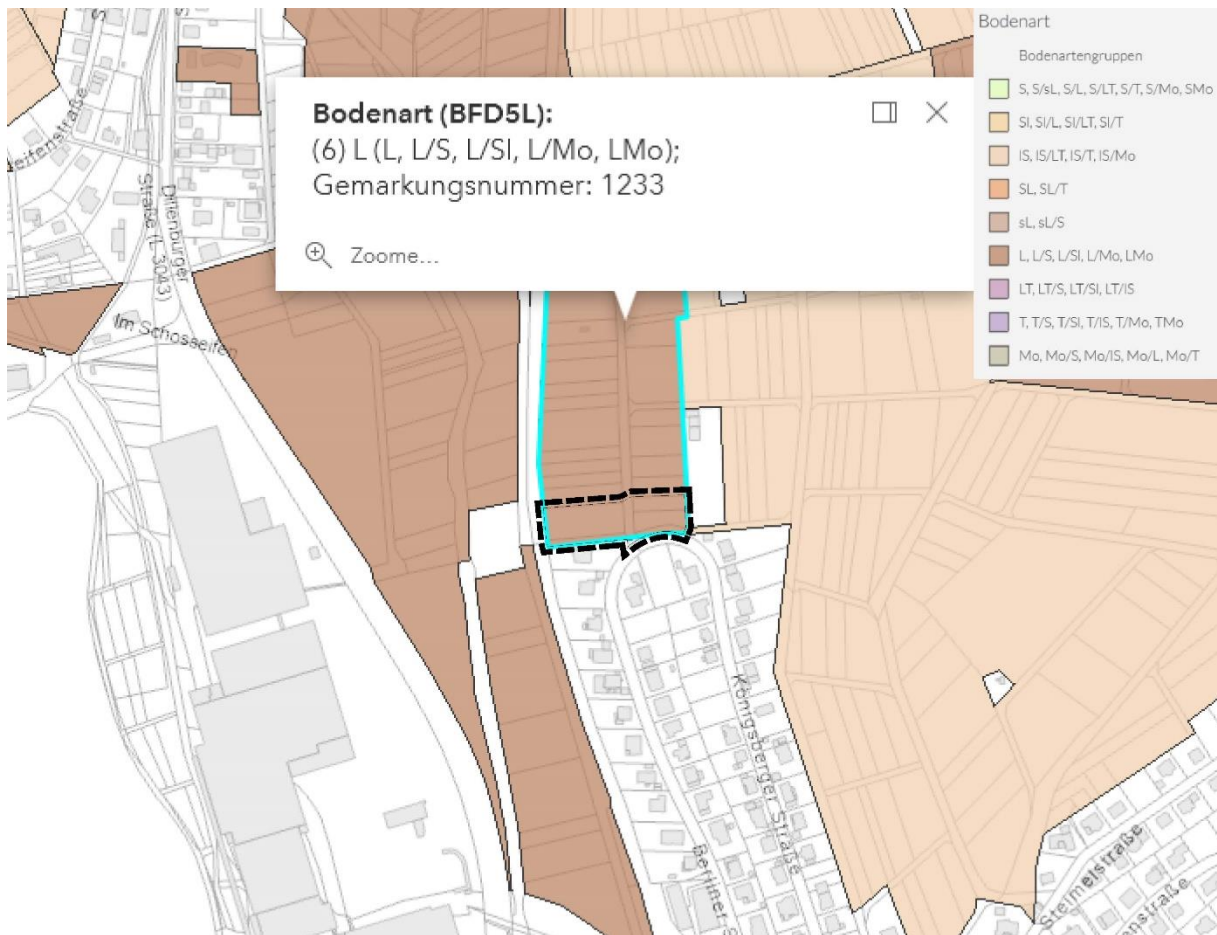 Bodenart
Bodenartengruppen
S, S/sL, S/L, S/LT, S/T, S/Mo, SMo
Sl, Sl/L, Sl/LT, Sl/T
lS, lS/LT, lS/T, lS/Mo
SL, SL/T
sL, sL/S
L, L/S, L/Sl, L/Mo, LMo
LT, LT/S, LT/Sl, LT/lS
T, T/S, T/Sl, T/lS, T/Mo, TMo
Mo, Mo/S, Mo/lS, Mo/L, Mo/T
Bodenart (BFD5L):
(6) L (L, L/S, L/Sl, L/Mo, LMo);
Gemarkungsnummer: 1233
Zoome...
Dillenburger
Straße (L 3043)
Im Schosseifen
Königsberger Straße
Berliner S
Steimelstraße